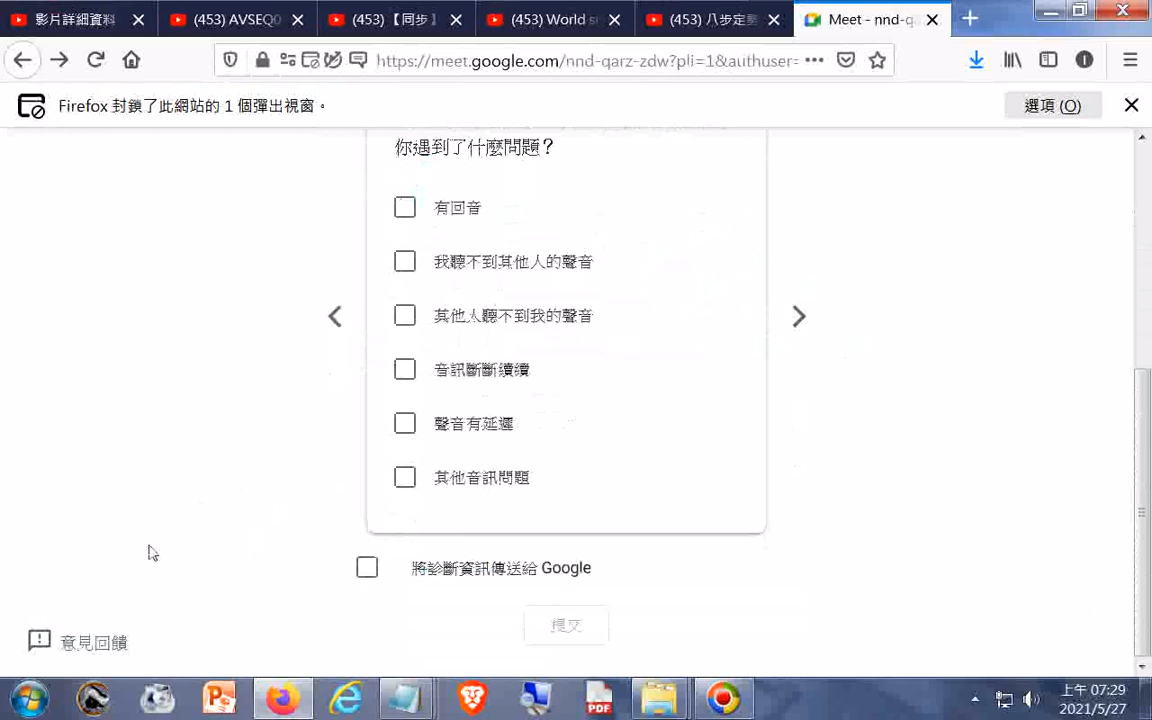 影片詳細資料
(453) AVSEQ0
(453)【同步】
(453) World s
(453) 八步定
Meet - nnd-qa
https://meet.google.com/nnd-qarz-zdw?pli=1&authuser=
Firefox 封鎖了此網站的 1 個彈出視窗。
選項 (O)
你遇到了什麼問題？
有回音
我聽不到其他人的聲音
其他人聽不到我的聲音
音訊斷斷續續
聲音有延遲
其他音訊問題
將診斷資訊傳送給 Google
提交
意見回饋
PDF
上午 07:29
2021/5/27